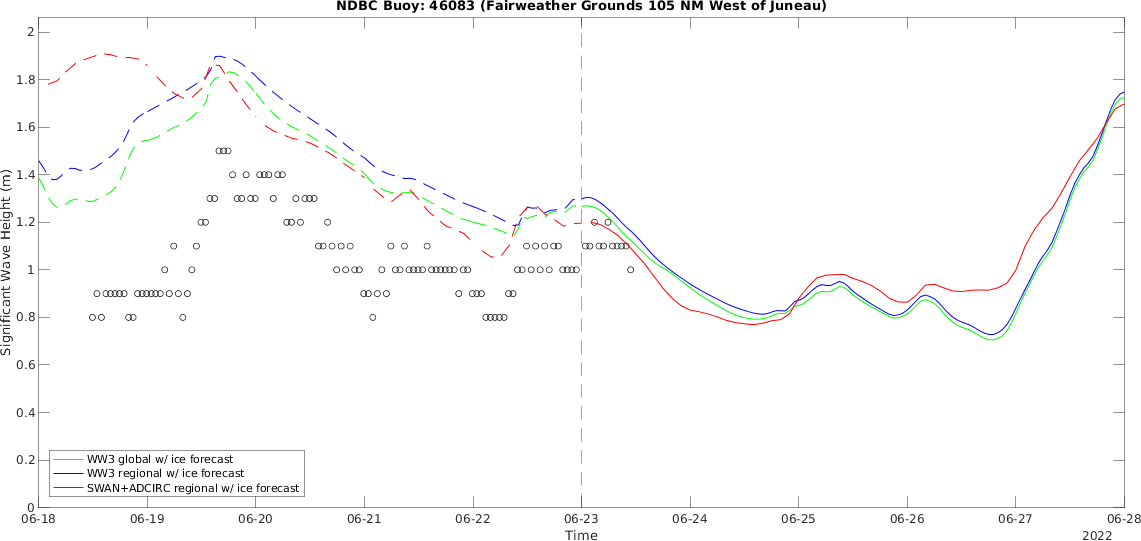 NDBC Buoy: 46083 (Fairweather Grounds 105 NM West of Juneau)
2
1.8
1.6
1.4
1.2
1
0.8
0.6
0.4
0.2
0
Significant Wave Height (m)
WW3 global w/ ice forecast
WW3 regional w/ ice forecast
SWAN+ADCIRC regional w/ ice forecast
06-18 06-19 06-20 06-21 06-22 06-23 06-24 06-25 06-26 06-27 06-28
Time
2022